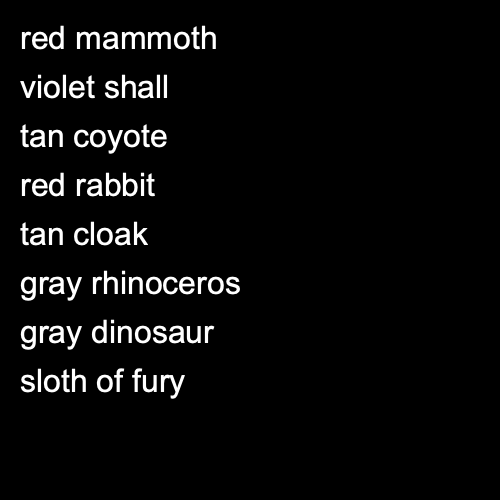 red mammoth
violet shall
tan coyote
red rabbit
tan cloak
gray rhinoceros
gray dinosaur
sloth of fury